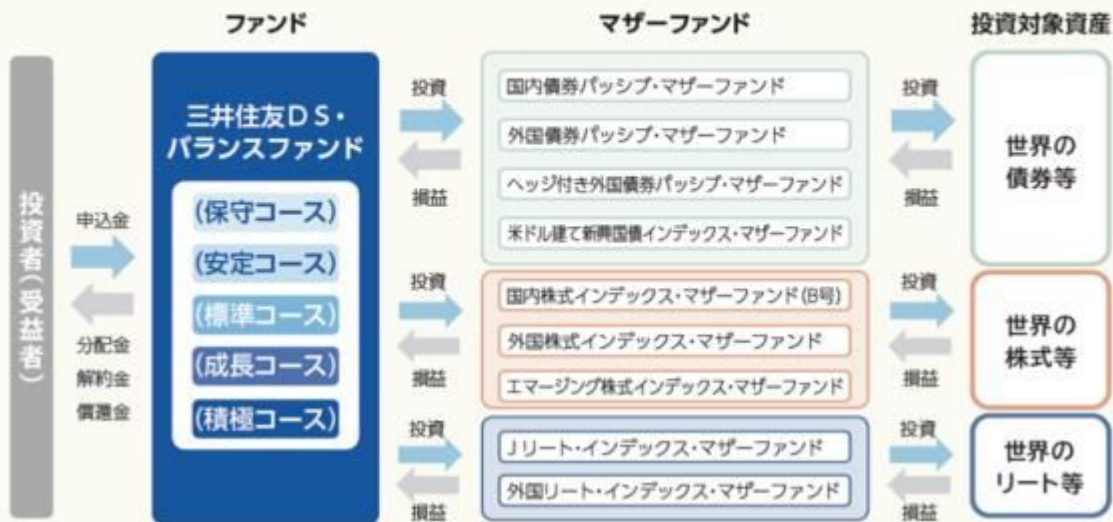 ファンド
マザーファンド
投資対象資産
投資者(受益者)
申込金
分配金
解約金
償還金
三井住友DS・
バランスファンド
(保守コース)
(安定コース)
(標準コース)
(成長コース)
(積極コース)
投資
損益
国内債券パッシブ・マザーファンド
外国債券パッシブ・マザーファンド
ヘッジ付き外国債券パッシブ・マザーファンド
米ドル建て新興国債インデックス・マザーファンド
投資
損益
世界の
債券等
投資
損益
国内株式インデックス・マザーファンド(B号)
外国株式インデックス・マザーファンド
エマージング株式インデックス・マザーファンド
投資
損益
世界の
株式等
投資
損益
Jリート・インデックス・マザーファンド
外国リート・インデックス・マザーファンド
投資
損益
世界の
リート等